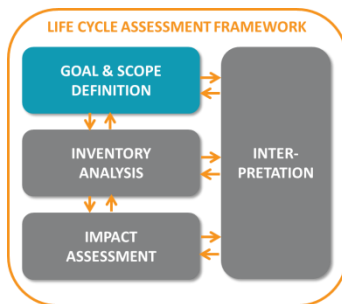 LIFE CYCLE ASSESSMENT FRAMEWORK
GOAL & SCOPE
DEFINITION
INVENTORY
ANALYSIS
INTER-
PRETATION
IMPACT
ASSESSMENT